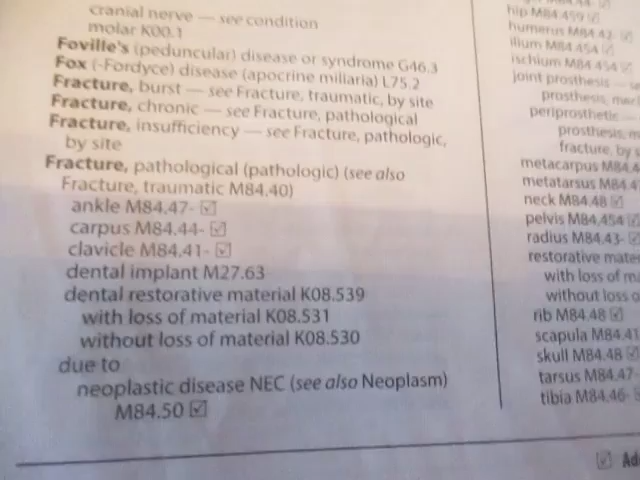 cranial nerve — see condition
molar K00.1
Foville's (peduncular) disease or syndrome G46.3
Fox (-Fordyce) disease (apocrine miliaria) L75.2
Fracture, burst — see Fracture, traumatic, by site
Fracture, chronic — see Fracture, pathological
Fracture, insufficiency — see Fracture, pathologic,
by site
Fracture, pathological (pathologic) (see also
Fracture, traumatic M84.40)
ankle M84.47- ☑
carpus M84.44- ☑
clavicle M84.41- ☑
dental implant M27.63
dental restorative material K08.539
with loss of material K08.531
without loss of material K08.530
due to
neoplastic disease NEC (see also Neoplasm)
M84.50 ☑
hip M84.459 ☑
humerus M84.42- ☑
ilium M84.454 ☑
ischium M84.454 ☑
joint prosthesis —
prosthesis,
periprosthetic —
prosthesis,
fracture, by
metacarpus M84.4
metatarsus M84.4
neck M84.48 ☑
pelvis M84.454 ☑
radius M84.43- ☑
restorative
with loss of
without loss
rib M84.48 ☑
scapula M84.41
skull M84.48 ☑
tarsus M84.47-
tibia M84.46- ☑
☑ Ad